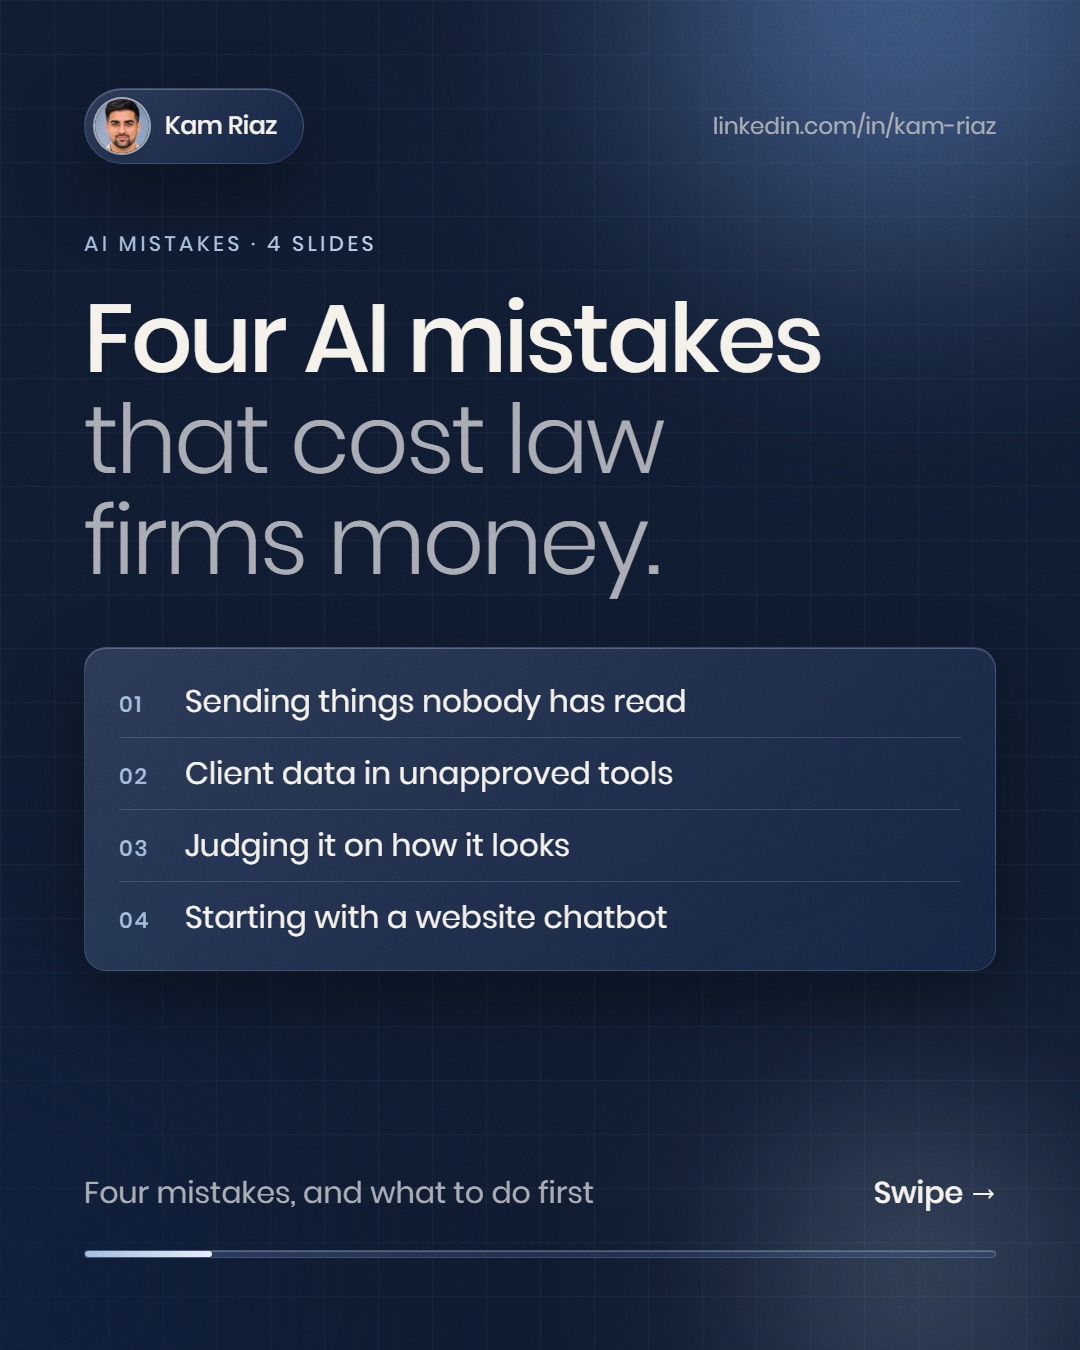 Kam Riaz
linkedin.com/in/kam-riaz
AI MISTAKES · 4 SLIDES
Four AI mistakes
that cost law
firms money.
01 Sending things nobody has read
02 Client data in unapproved tools
03 Judging it on how it looks
04 Starting with a website chatbot
Four mistakes, and what to do first
Swipe →